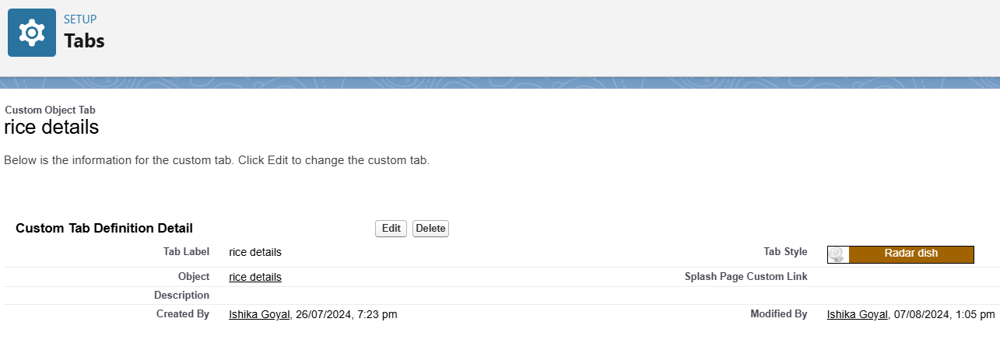 SETUP
Tabs
Custom Object Tab
rice details
Below is the information for the custom tab. Click Edit to change the custom tab.
Custom Tab Definition Detail Edit Delete
Tab Label rice details Tab Style Radar dish
Object rice details Splash Page Custom Link
Description
Created By Ishika Goyal, 26/07/2024, 7:23 pm Modified By Ishika Goyal, 07/08/2024, 1:05 pm